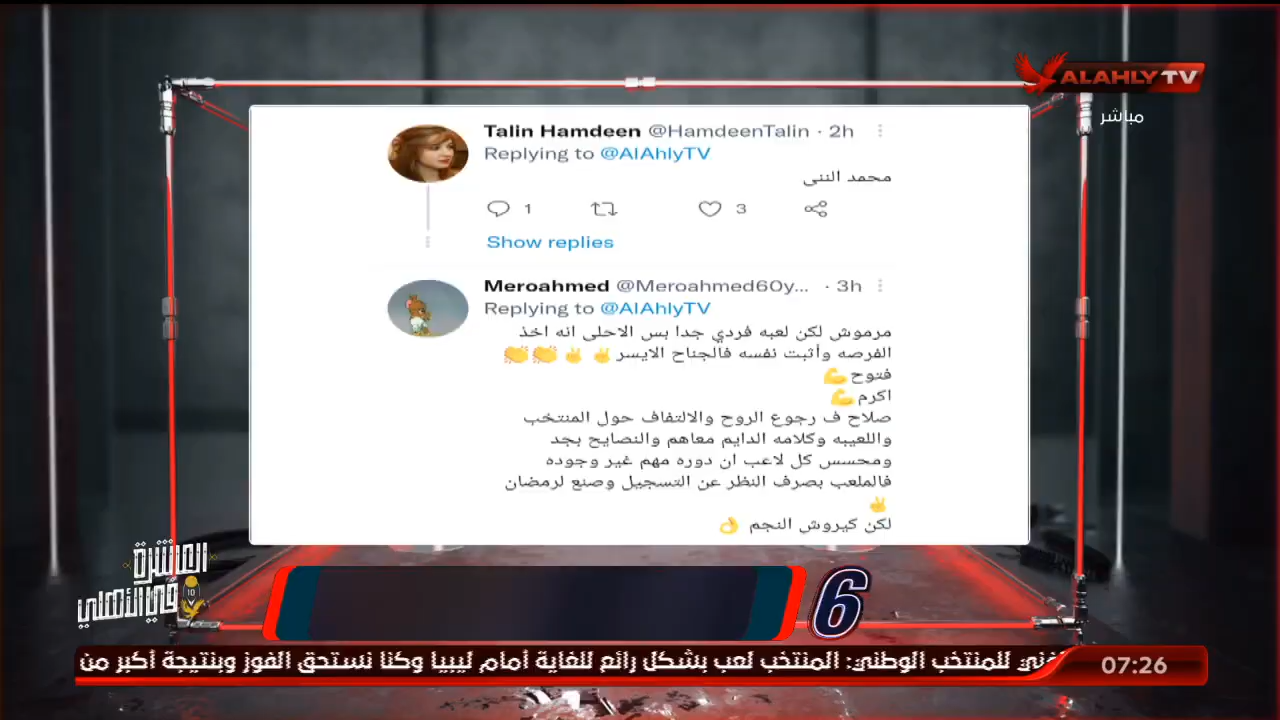 ALAHLY TV
مباشر
Talin Hamdeen @HamdeenTalin · 2h
Replying to @AlAhlyTV
محمد الننى
1
3
Show replies
Meroahmed @Meroahmed60y... · 3h
Replying to @AlAhlyTV
مرموش لكن لعبه فردي جدا بس الاحلى انه اخذ
الفرصه وأثبت نفسه فالجناح الايسر✌️✌️👏👏
فتوح💪
اكرم💪
صلاح ف رجوع الروح والالتفاف حول المنتخب
واللعيبه وكلامه الدايم معاهم والنصايح بجد
ومحسس كل لاعب ان دوره مهم غير وجوده
فالملعب بصرف النظر عن التسجيل وصنع لرمضان
✌️
لكن كيروش النجم 👌
العاشرة
في الأهلي
10
6
للمنتخب الوطني: المنتخب لعب بشكل رائع للغاية أمام ليبيا وكنا نستحق الفوز وبنتيجة أكبر من
07:26